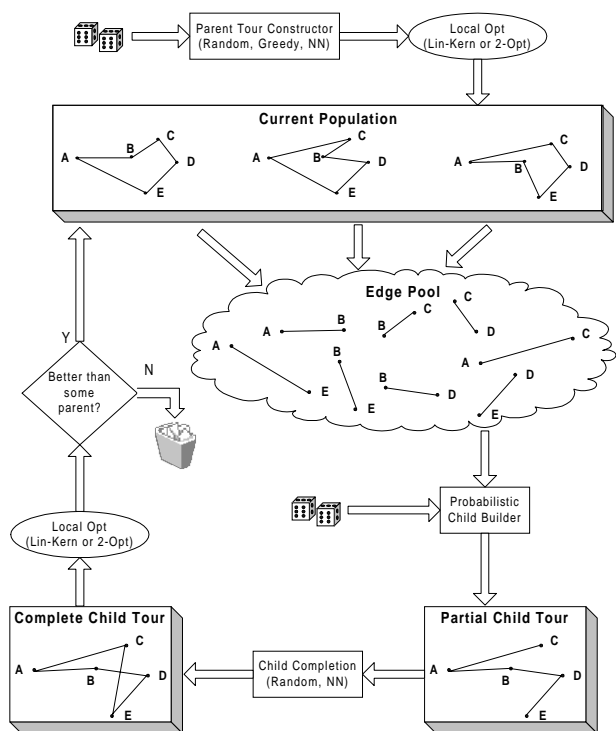 Parent Tour Constructor
(Random, Greedy, NN)
Local Opt
(Lin-Kern or 2-Opt)
Current Population
A
B
C
D
E
A
B
C
D
E
A
B
C
D
E
Edge Pool
A
B
B
C
C
D
A
E
B
E
B
D
A
C
D
E
Y
N
Better than
some
parent?
Probabilistic
Child Builder
Local Opt
(Lin-Kern or 2-Opt)
Complete Child Tour
A
B
C
D
E
Child Completion
(Random, NN)
Partial Child Tour
A
B
C
D
E